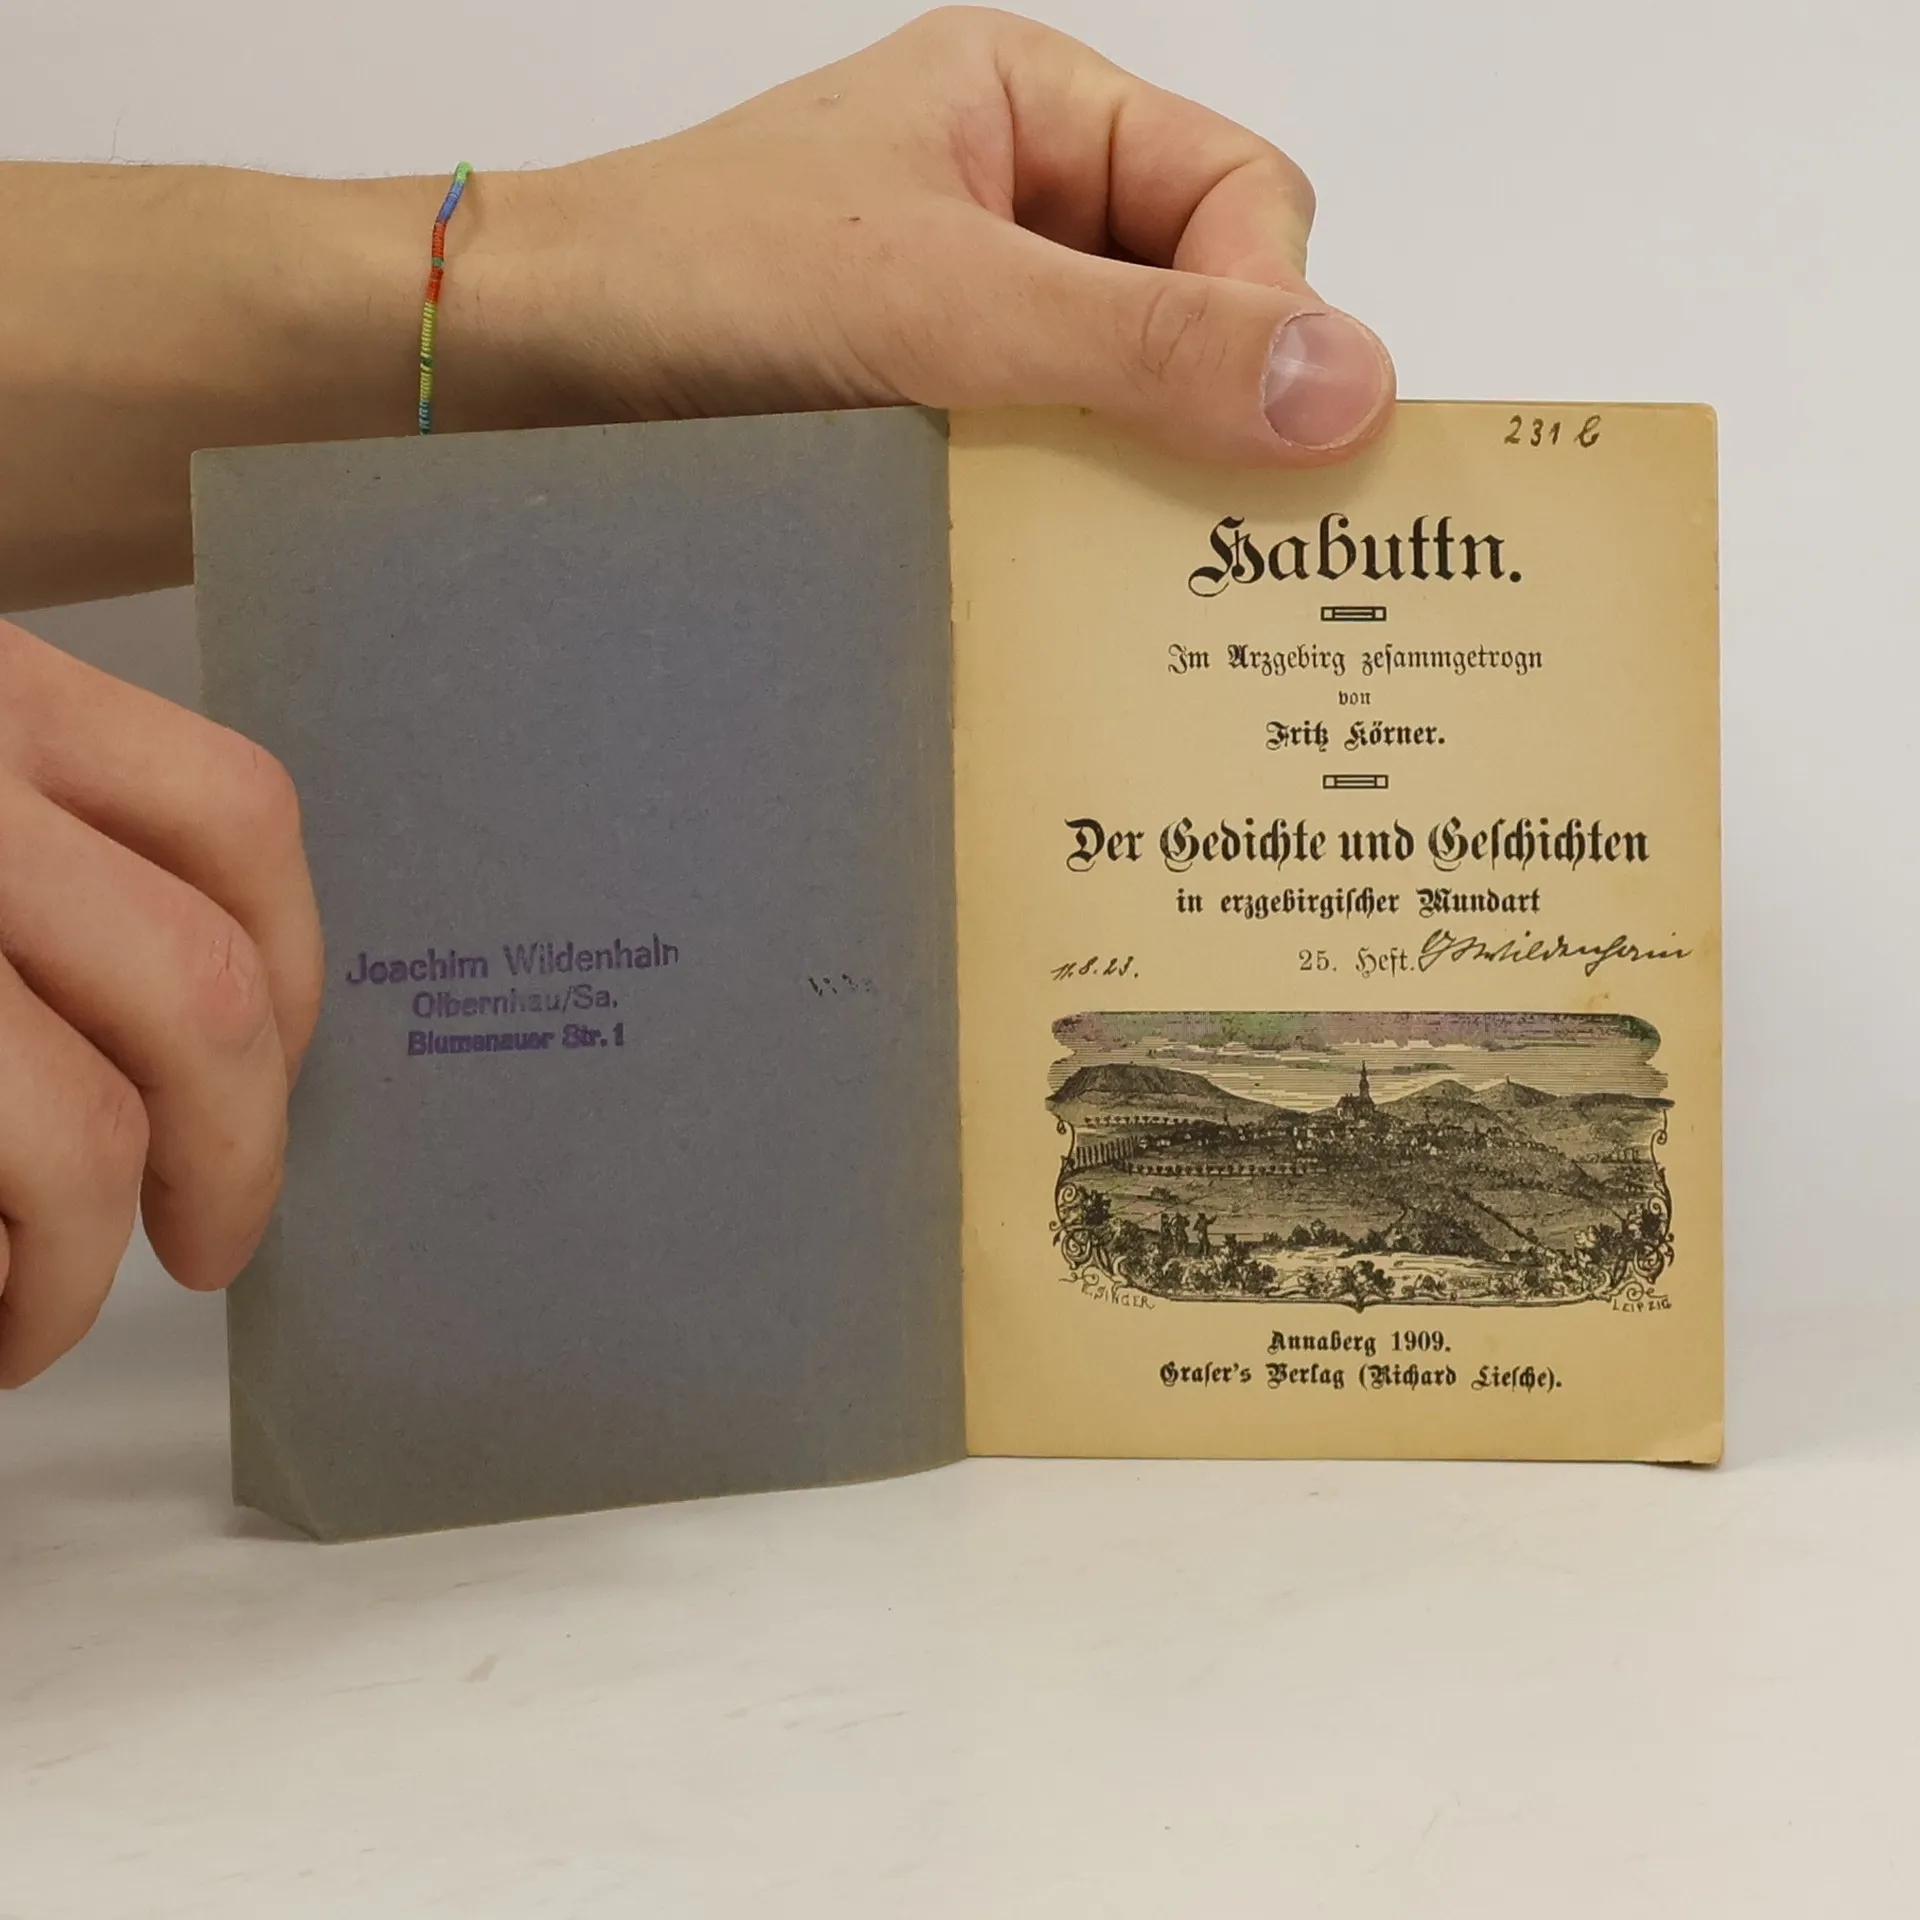 Joachim Wildenhain
Olbernhau/Sa.
Blumenauer Str. 1
231 b
Habuttn.
Im Arzgebirg zesammgetrogn
von
Fritz Körner.
Der Gedichte und Geschichten
in erzgebirgischer Mundart
25. Heft. Wildenhain
11.8.23.
E. SINGER LEIPZIG
Annaberg 1909.
Graser's Verlag (Richard Liesche).